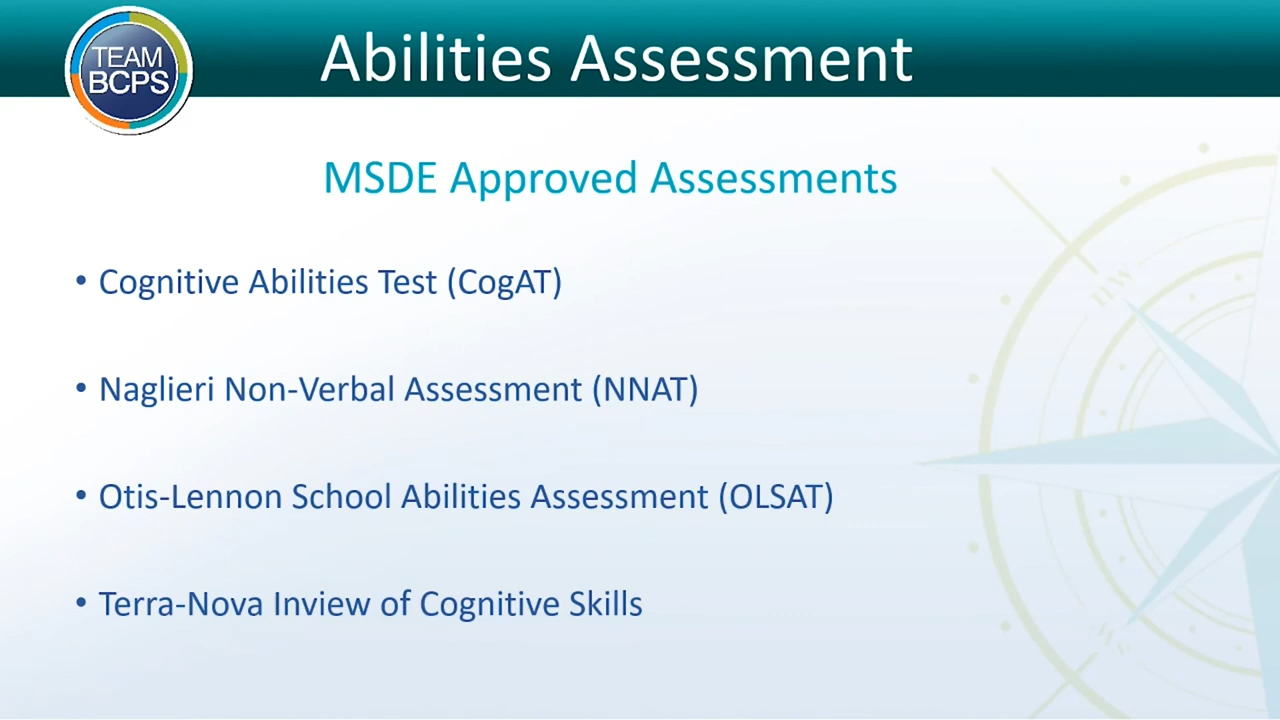 TEAM
BCPS
Abilities Assessment
MSDE Approved Assessments
• Cognitive Abilities Test (CogAT)
• Naglieri Non-Verbal Assessment (NNAT)
• Otis-Lennon School Abilities Assessment (OLSAT)
• Terra-Nova Inview of Cognitive Skills